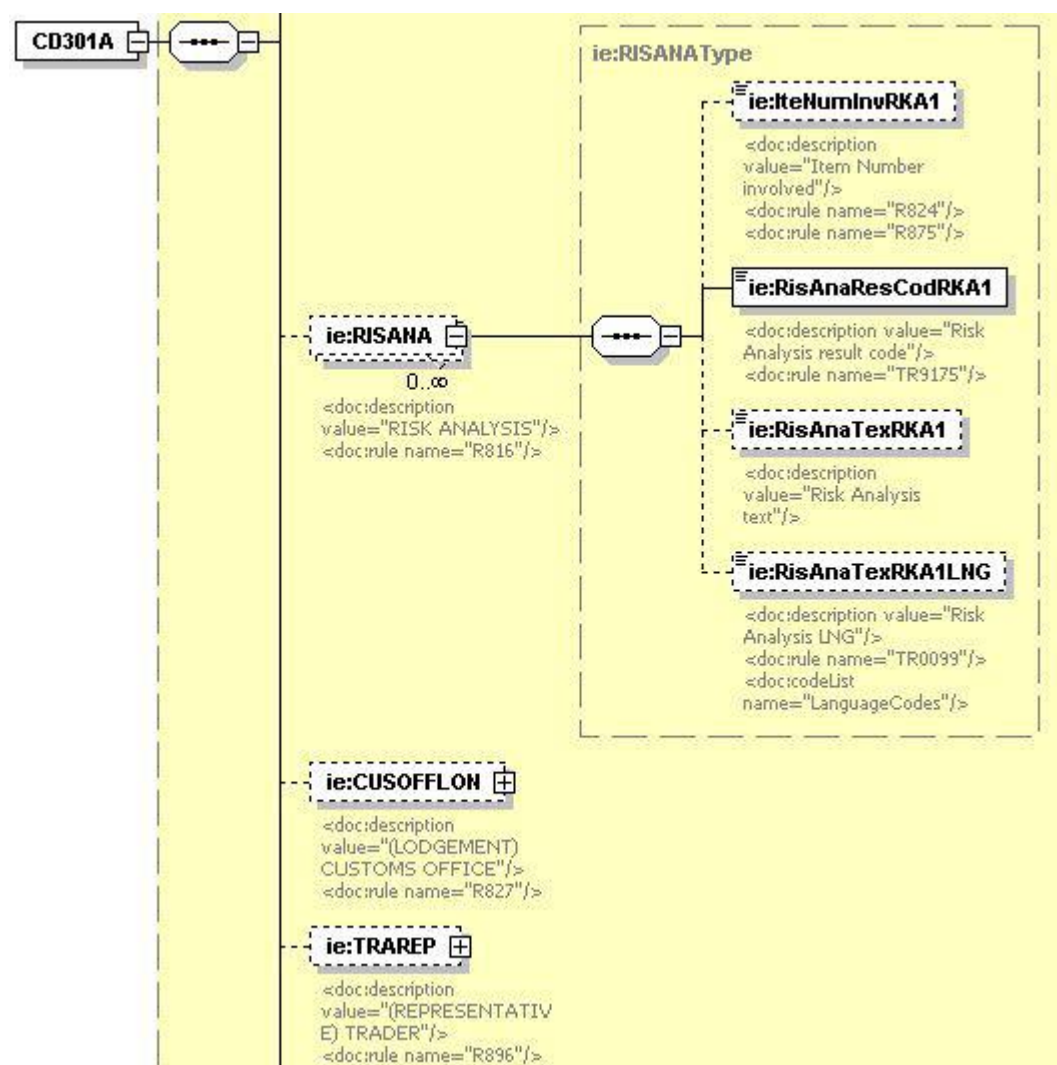 CD301A
ie:RISANAType
ie:IteNumInvRKA1
<doc:description
value="Item Number
involved"/>
<doc:rule name="R824"/>
<doc:rule name="R875"/>
ie:RisAnaResCodRKA1
<doc:description value="Risk
Analysis result code"/>
<doc:rule name="TR9175"/>
ie:RISANA
0..∞
<doc:description
value="RISK ANALYSIS"/>
<doc:rule name="R816"/>
ie:RisAnaTexRKA1
<doc:description
value="Risk Analysis
text"/>
ie:RisAnaTexRKA1LNG
<doc:description value="Risk
Analysis LNG"/>
<doc:rule name="TR0099"/>
<doc:codeList
name="LanguageCodes"/>
ie:CUSOFFLON
<doc:description
value="(LODGEMENT)
CUSTOMS OFFICE"/>
<doc:rule name="R827"/>
ie:TRAREP
<doc:description
value="(REPRESENTATIV
E) TRADER"/>
<doc:rule name="R896"/>